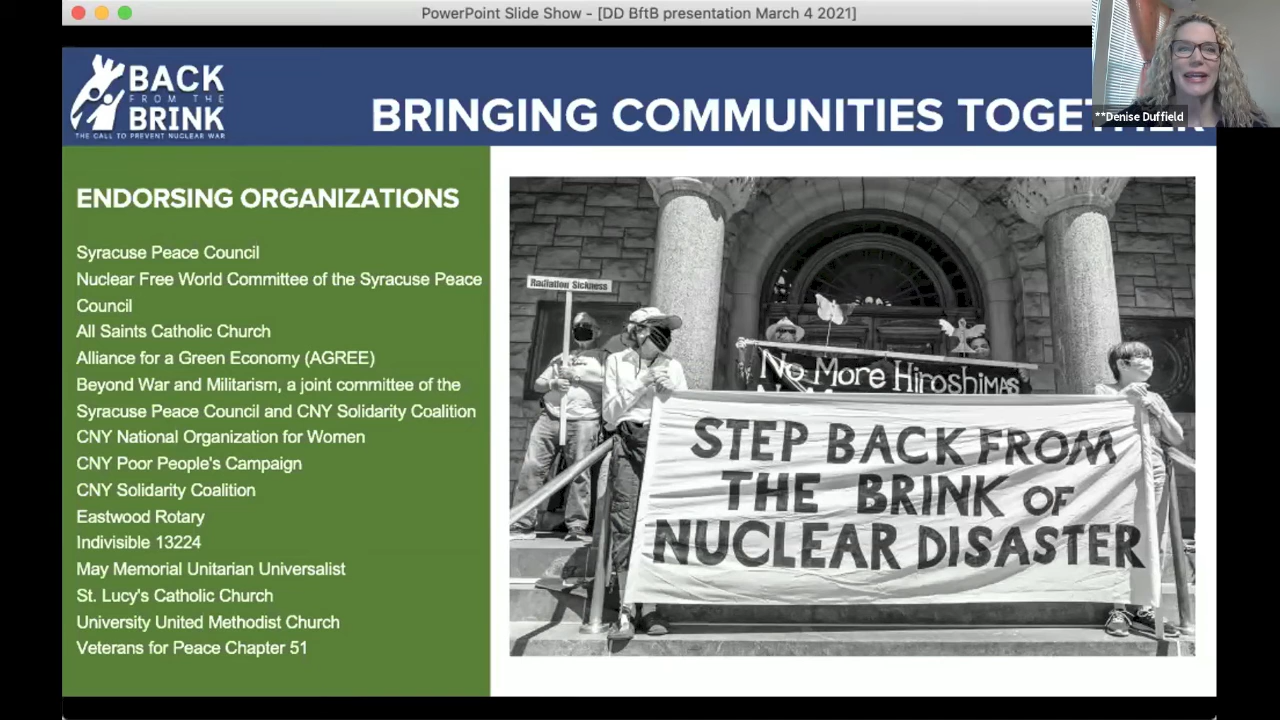 PowerPoint Slide Show - [DD BftB presentation March 4 2021]
BACK
FROM THE
BRINK
THE CALL TO PREVENT NUCLEAR WAR
BRINGING COMMUNITIES TOGETHER
**Denise Duffield
ENDORSING ORGANIZATIONS
Syracuse Peace Council
Nuclear Free World Committee of the Syracuse Peace
Council
All Saints Catholic Church
Alliance for a Green Economy (AGREE)
Beyond War and Militarism, a joint committee of the
Syracuse Peace Council and CNY Solidarity Coalition
CNY National Organization for Women
CNY Poor People's Campaign
CNY Solidarity Coalition
Eastwood Rotary
Indivisible 13224
May Memorial Unitarian Universalist
St. Lucy's Catholic Church
University United Methodist Church
Veterans for Peace Chapter 51
Radiation Sickness
No More Hiroshimas
STEP BACK FROM
THE BRINK OF
NUCLEAR DISASTER